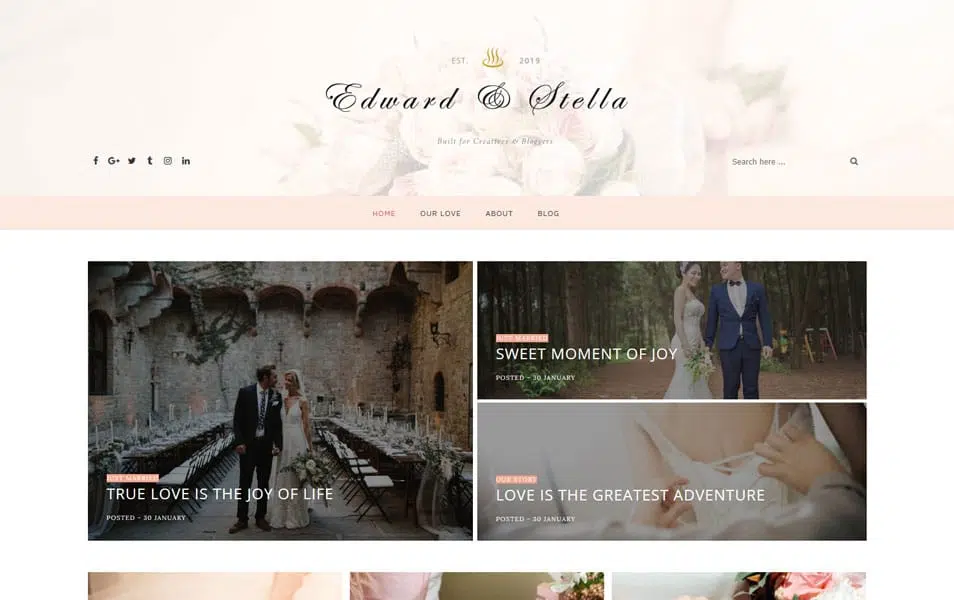 EST. 2019
Edward & Stella
Built for Creatives & Bloggers
Search here ...
HOME OUR LOVE ABOUT BLOG
JUST MARRIED
TRUE LOVE IS THE JOY OF LIFE
POSTED - 30 JANUARY
JUST MARRIED
SWEET MOMENT OF JOY
POSTED - 30 JANUARY
OUR STORY
LOVE IS THE GREATEST ADVENTURE
POSTED - 30 JANUARY